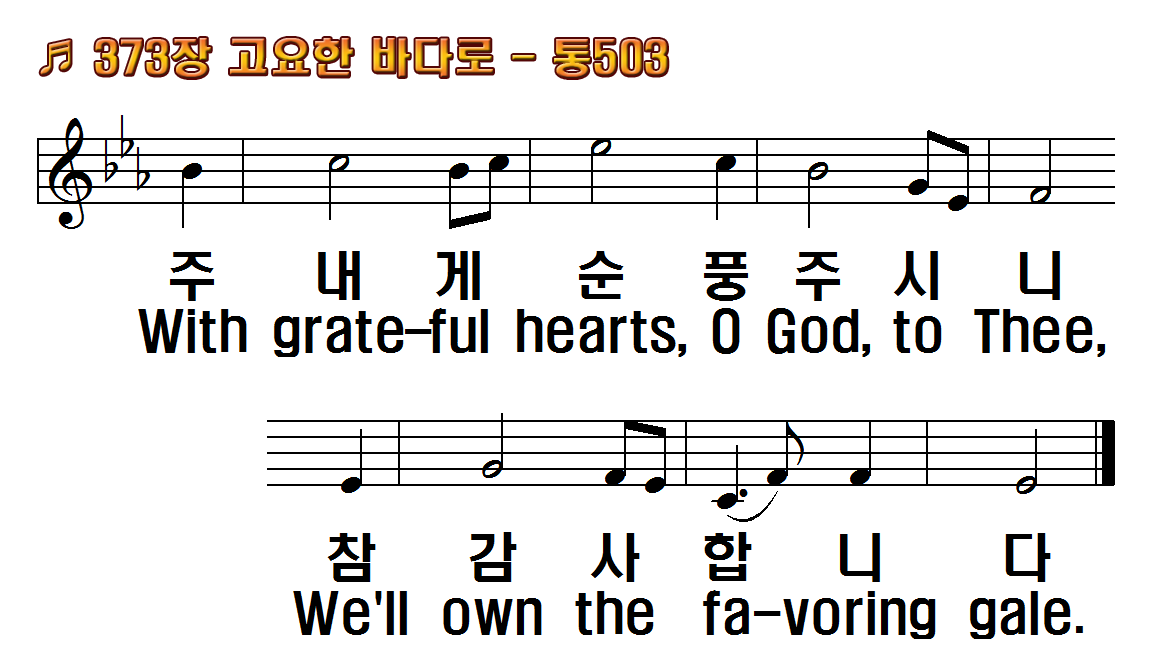 ♬ 373장 고요한 바다로 - 통503
주 내 게 순 풍 주 시 니
With grate-ful hearts, O God, to Thee,
참 감 사 합 니 다
We'll own the fa-voring gale.